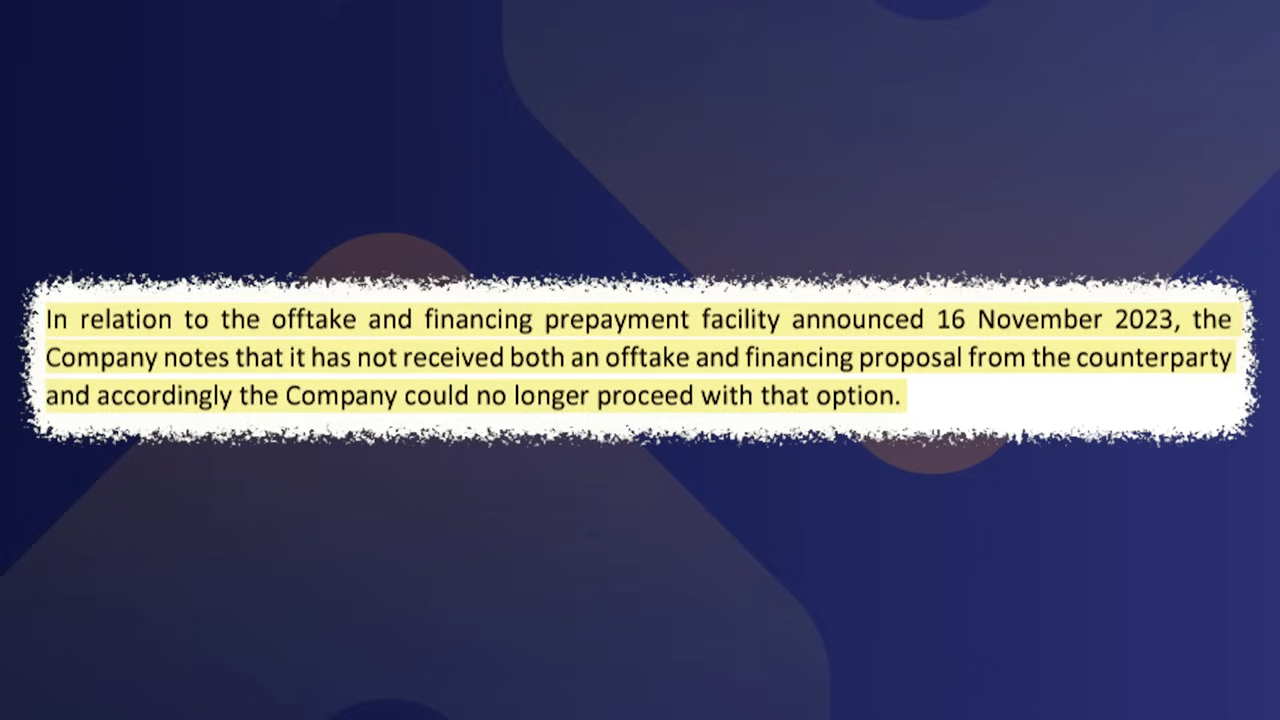 In relation to the offtake and financing prepayment facility announced 16 November 2023, the
Company notes that it has not received both an offtake and financing proposal from the counterparty
and accordingly the Company could no longer proceed with that option.